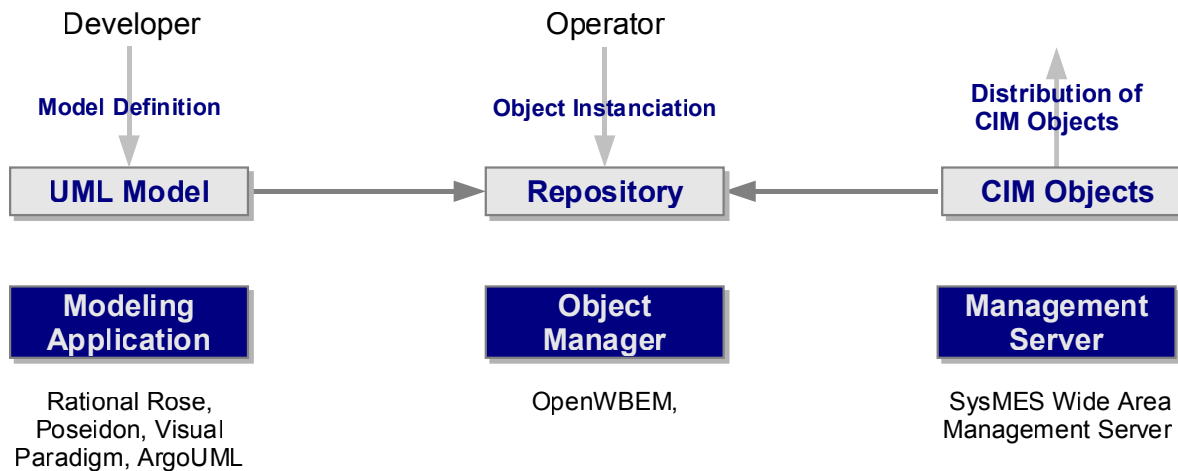 Developer
Operator
Model Definition
Object Instanciation
Distribution of
CIM Objects
UML Model
Repository
CIM Objects
Modeling
Application
Object
Manager
Management
Server
Rational Rose,
Poseidon, Visual
Paradigm, ArgoUML
OpenWBEM,
SysMES Wide Area
Management Server